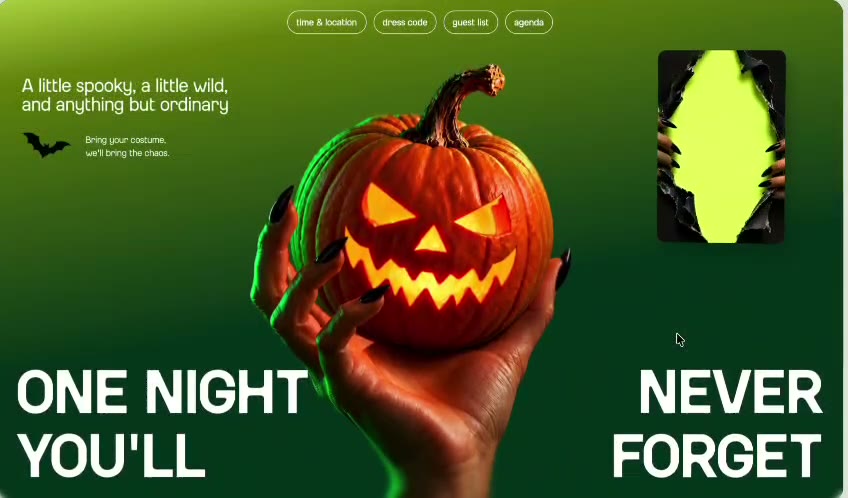 time & location
dress code
guest list
agenda
A little spooky, a little wild,
and anything but ordinary
Bring your costume,
we'll bring the chaos.
ONE NIGHT
YOU'LL
NEVER
FORGET